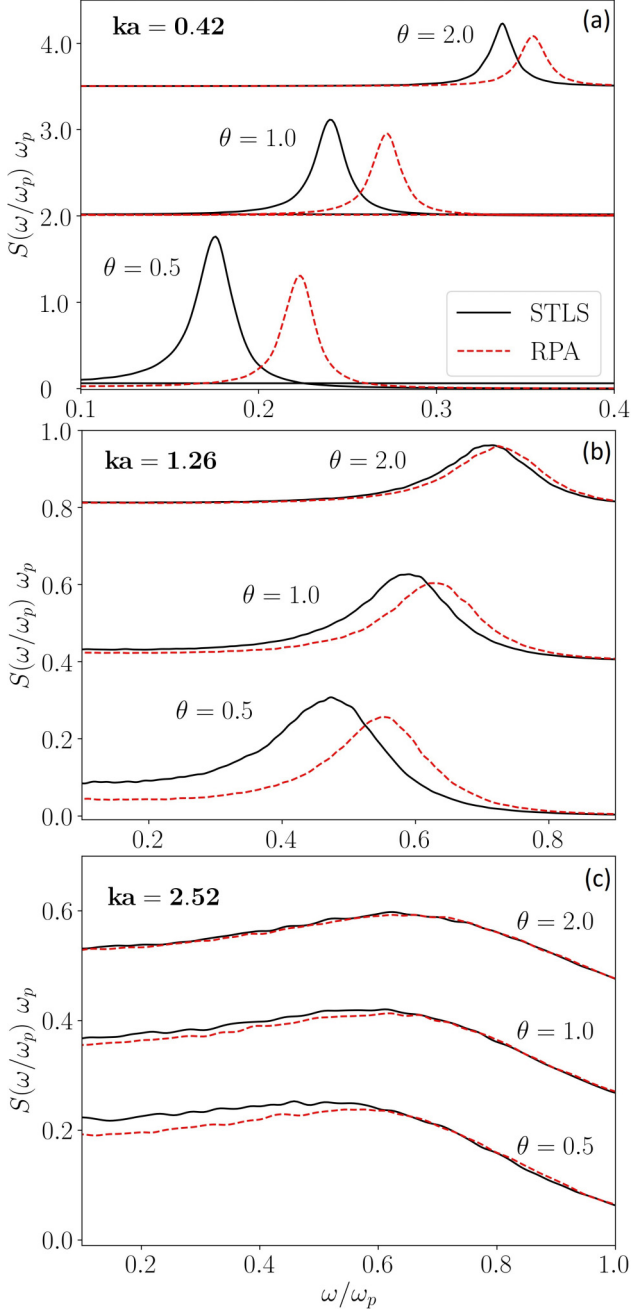 ka = 0.42
(a)
θ = 2.0
4.0
3.0
θ = 1.0
S(ω/ω_p) ω_p
2.0
θ = 0.5
1.0
STLS
RPA
0
0.1 0.2 0.3 0.4
1.0
ka = 1.26
(b)
θ = 2.0
0.8
0.6
θ = 1.0
S(ω/ω_p) ω_p
0.4
θ = 0.5
0.2
0.0
0.2 0.4 0.6 0.8
ka = 2.52
(c)
0.6
θ = 2.0
0.4
θ = 1.0
S(ω/ω_p) ω_p
0.2
θ = 0.5
0.0
0.2 0.4 0.6 0.8 1.0
ω/ω_p